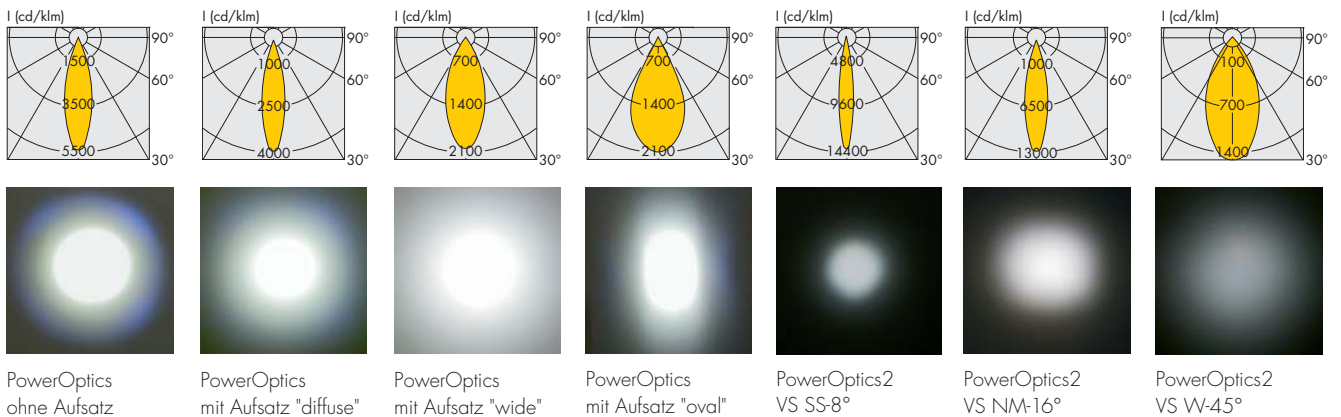 I (cd/klm)
90°
60°
30°
1500
3500
5500
I (cd/klm)
90°
60°
30°
1000
2500
4000
I (cd/klm)
90°
60°
30°
700
1400
2100
I (cd/klm)
90°
60°
30°
700
1400
2100
I (cd/klm)
90°
60°
30°
4800
9600
14400
I (cd/klm)
90°
60°
30°
1000
6500
13000
I (cd/klm)
90°
60°
30°
100
700
1400
PowerOptics
ohne Aufsatz
PowerOptics
mit Aufsatz "diffuse"
PowerOptics
mit Aufsatz "wide"
PowerOptics
mit Aufsatz "oval"
PowerOptics2
VS SS-8°
PowerOptics2
VS NM-16°
PowerOptics2
VS W-45°